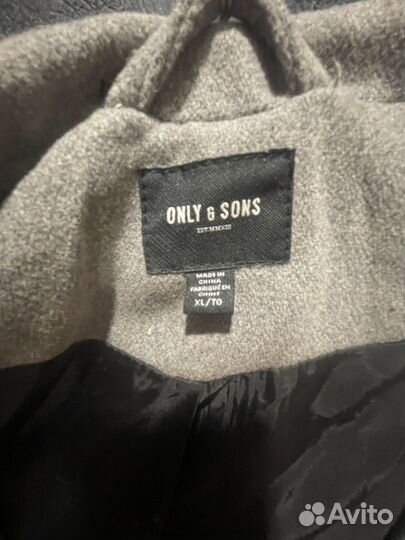 ONLY & SONS
EST. MMXIII
MADE IN
CHINA
FABRIQUÉ EN
CHINE
XL/TG
Avito